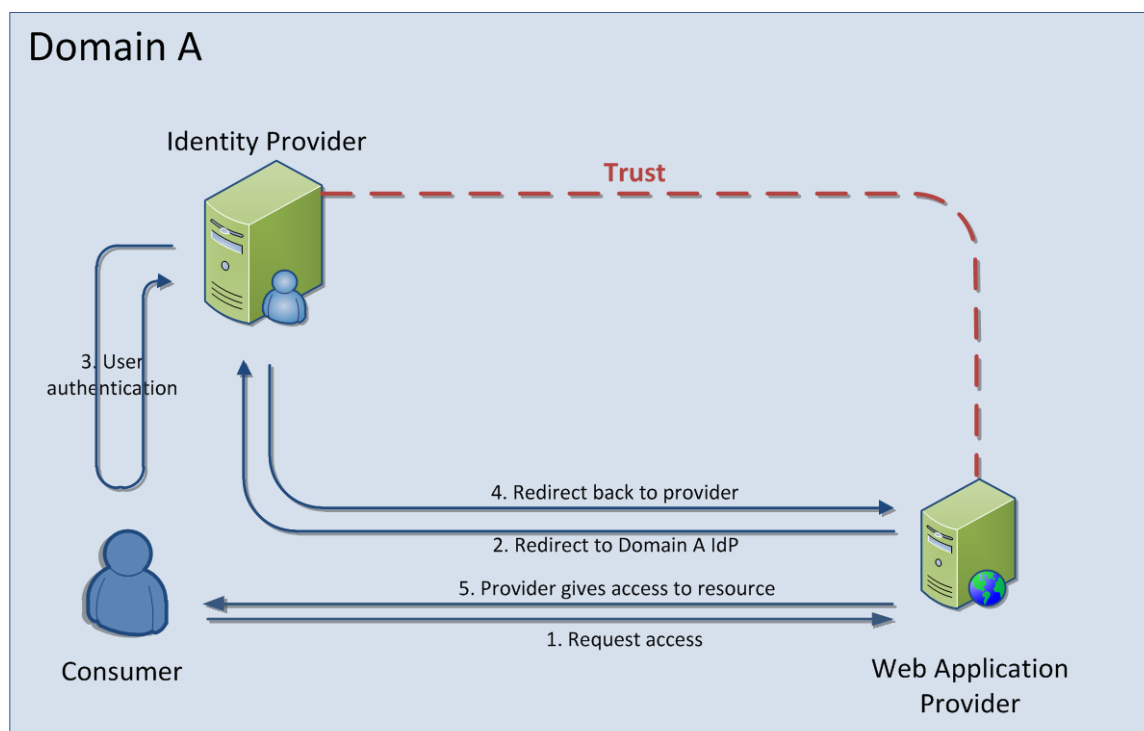 Domain A
Identity Provider
Trust
3. User
authentication
4. Redirect back to provider
2. Redirect to Domain A IdP
5. Provider gives access to resource
1. Request access
Consumer
Web Application
Provider